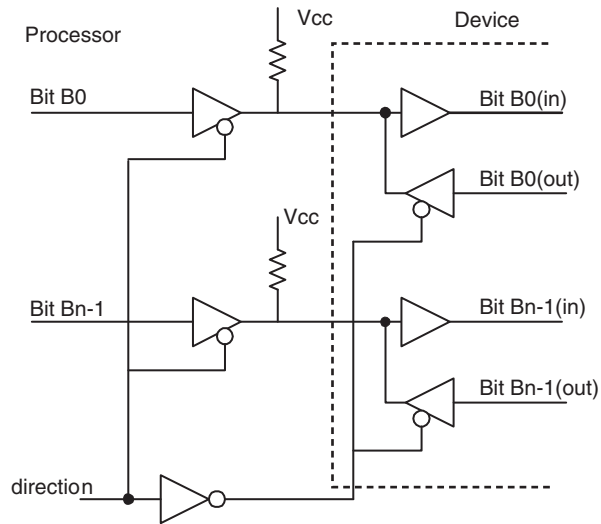 Processor
Vcc
Device
Bit B0
Bit B0(in)
Bit B0(out)
Vcc
Bit Bn-1
Bit Bn-1(in)
Bit Bn-1(out)
direction